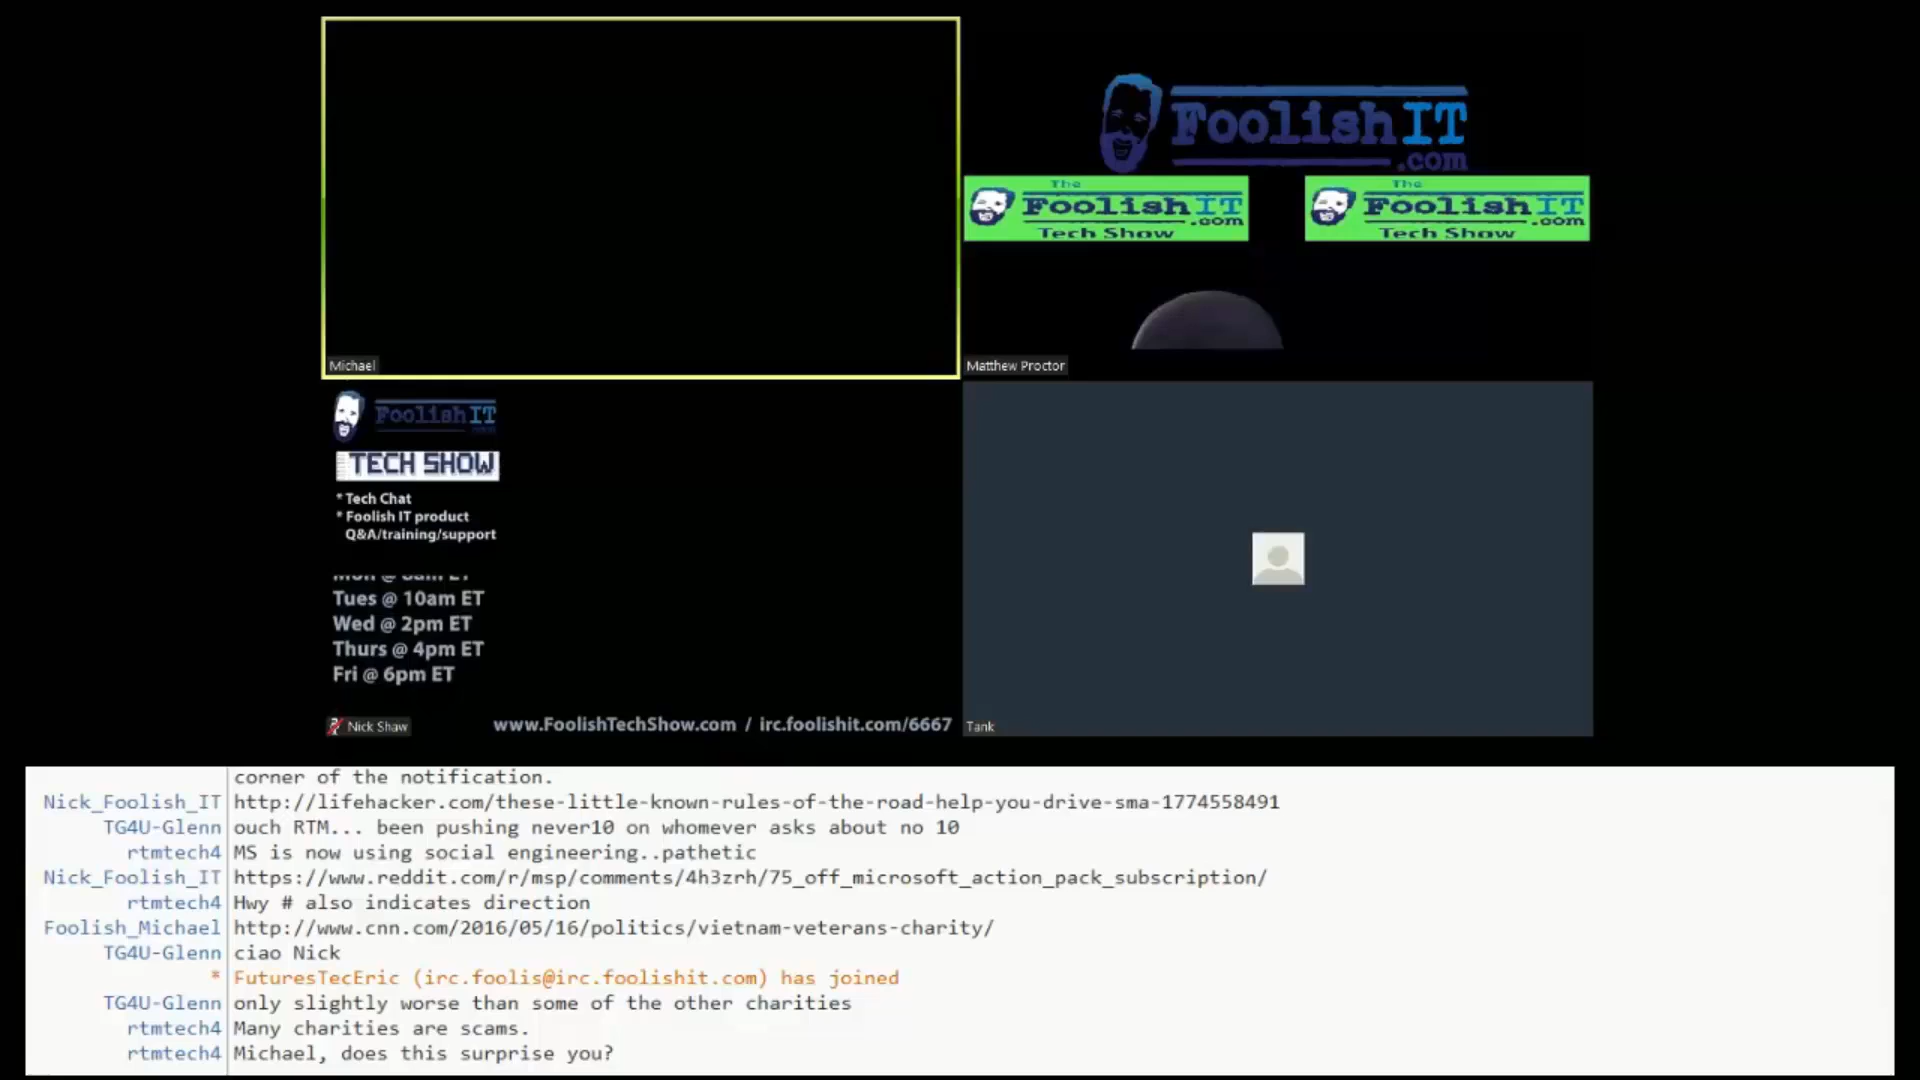 FoolishIT
.com
The
FoolishIT
.com
Tech Show
The
FoolishIT
.com
Tech Show
Michael
Matthew Proctor
FoolishIT
.com
TECH SHOW
* Tech Chat
* Foolish IT product
Q&A/training/support
Mon @ 8am ET
Tues @ 10am ET
Wed @ 2pm ET
Thurs @ 4pm ET
Fri @ 6pm ET
Nick Shaw
www.FoolishTechShow.com / irc.foolishit.com/6667
Tank
corner of the notification.
Nick_Foolish_IT http://lifehacker.com/these-little-known-rules-of-the-road-help-you-drive-sma-1774558491
TG4U-Glenn ouch RTM... been pushing never10 on whomever asks about no 10
rtmtech4 MS is now using social engineering..pathetic
Nick_Foolish_IT https://www.reddit.com/r/msp/comments/4h3zrh/75_off_microsoft_action_pack_subscription/
rtmtech4 Hwy # also indicates direction
Foolish_Michael http://www.cnn.com/2016/05/16/politics/vietnam-veterans-charity/
TG4U-Glenn ciao Nick
* FuturesTecEric (irc.foolis@irc.foolishit.com) has joined
TG4U-Glenn only slightly worse than some of the other charities
rtmtech4 Many charities are scams.
rtmtech4 Michael, does this surprise you?